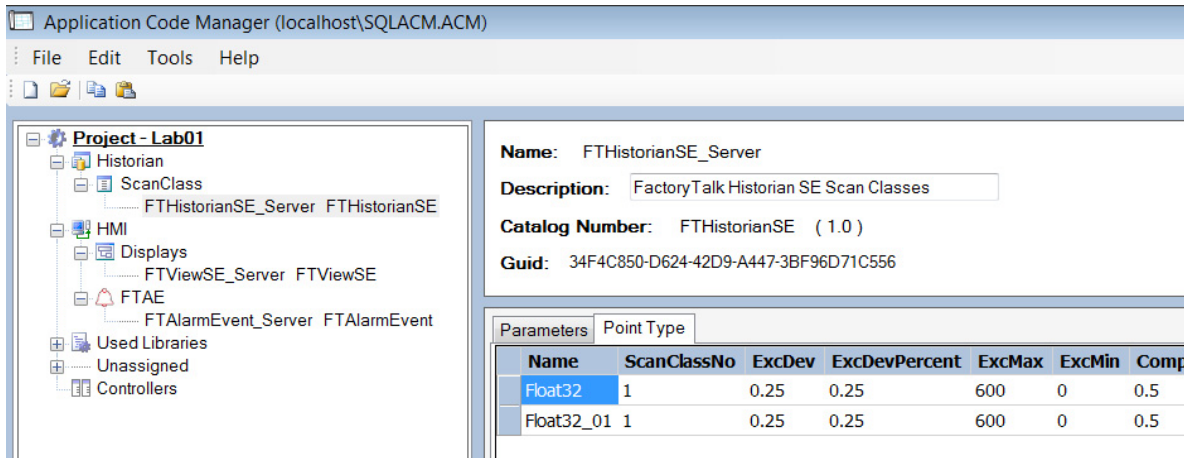 Application Code Manager (localhost\SQLACM.ACM)
File Edit Tools Help
Project - Lab01
Historian
ScanClass
FTHistorianSE_Server FTHistorianSE
HMI
Displays
FTViewSE_Server FTViewSE
FTAE
FTAlarmEvent_Server FTAlarmEvent
Used Libraries
Unassigned
Controllers
Name: FTHistorianSE_Server
Description: FactoryTalk Historian SE Scan Classes
Catalog Number: FTHistorianSE ( 1.0 )
Guid: 34F4C850-D624-42D9-A447-3BF96D71C556
Parameters Point Type
Name ScanClassNo ExcDev ExcDevPercent ExcMax ExcMin Comp
Float32 1 0.25 0.25 600 0 0.5
Float32_01 1 0.25 0.25 600 0 0.5